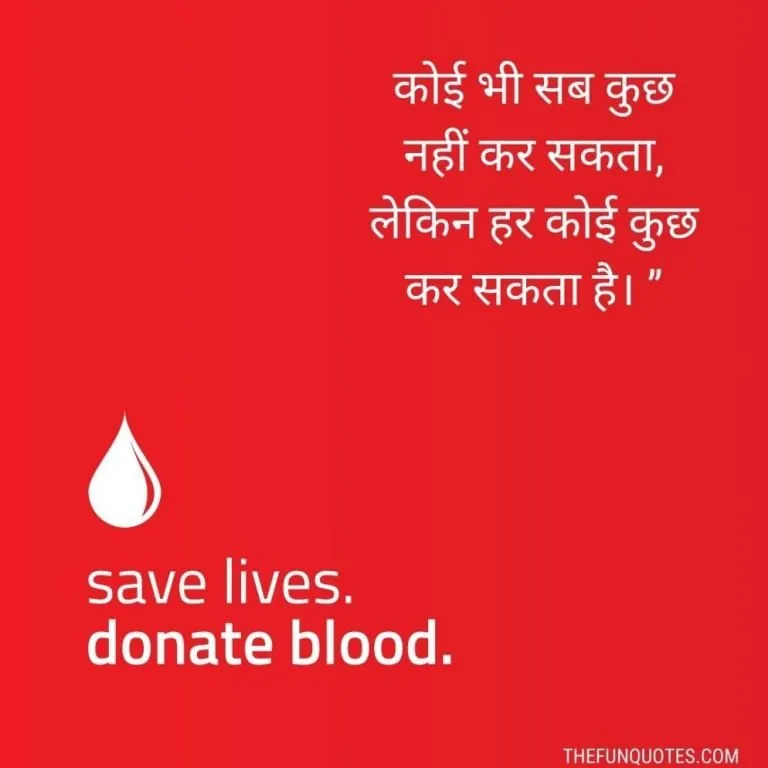 कोई भी सब कुछ
नहीं कर सकता,
लेकिन हर कोई कुछ
कर सकता है। ”
save lives.
donate blood.
THEFUNQUOTES.COM